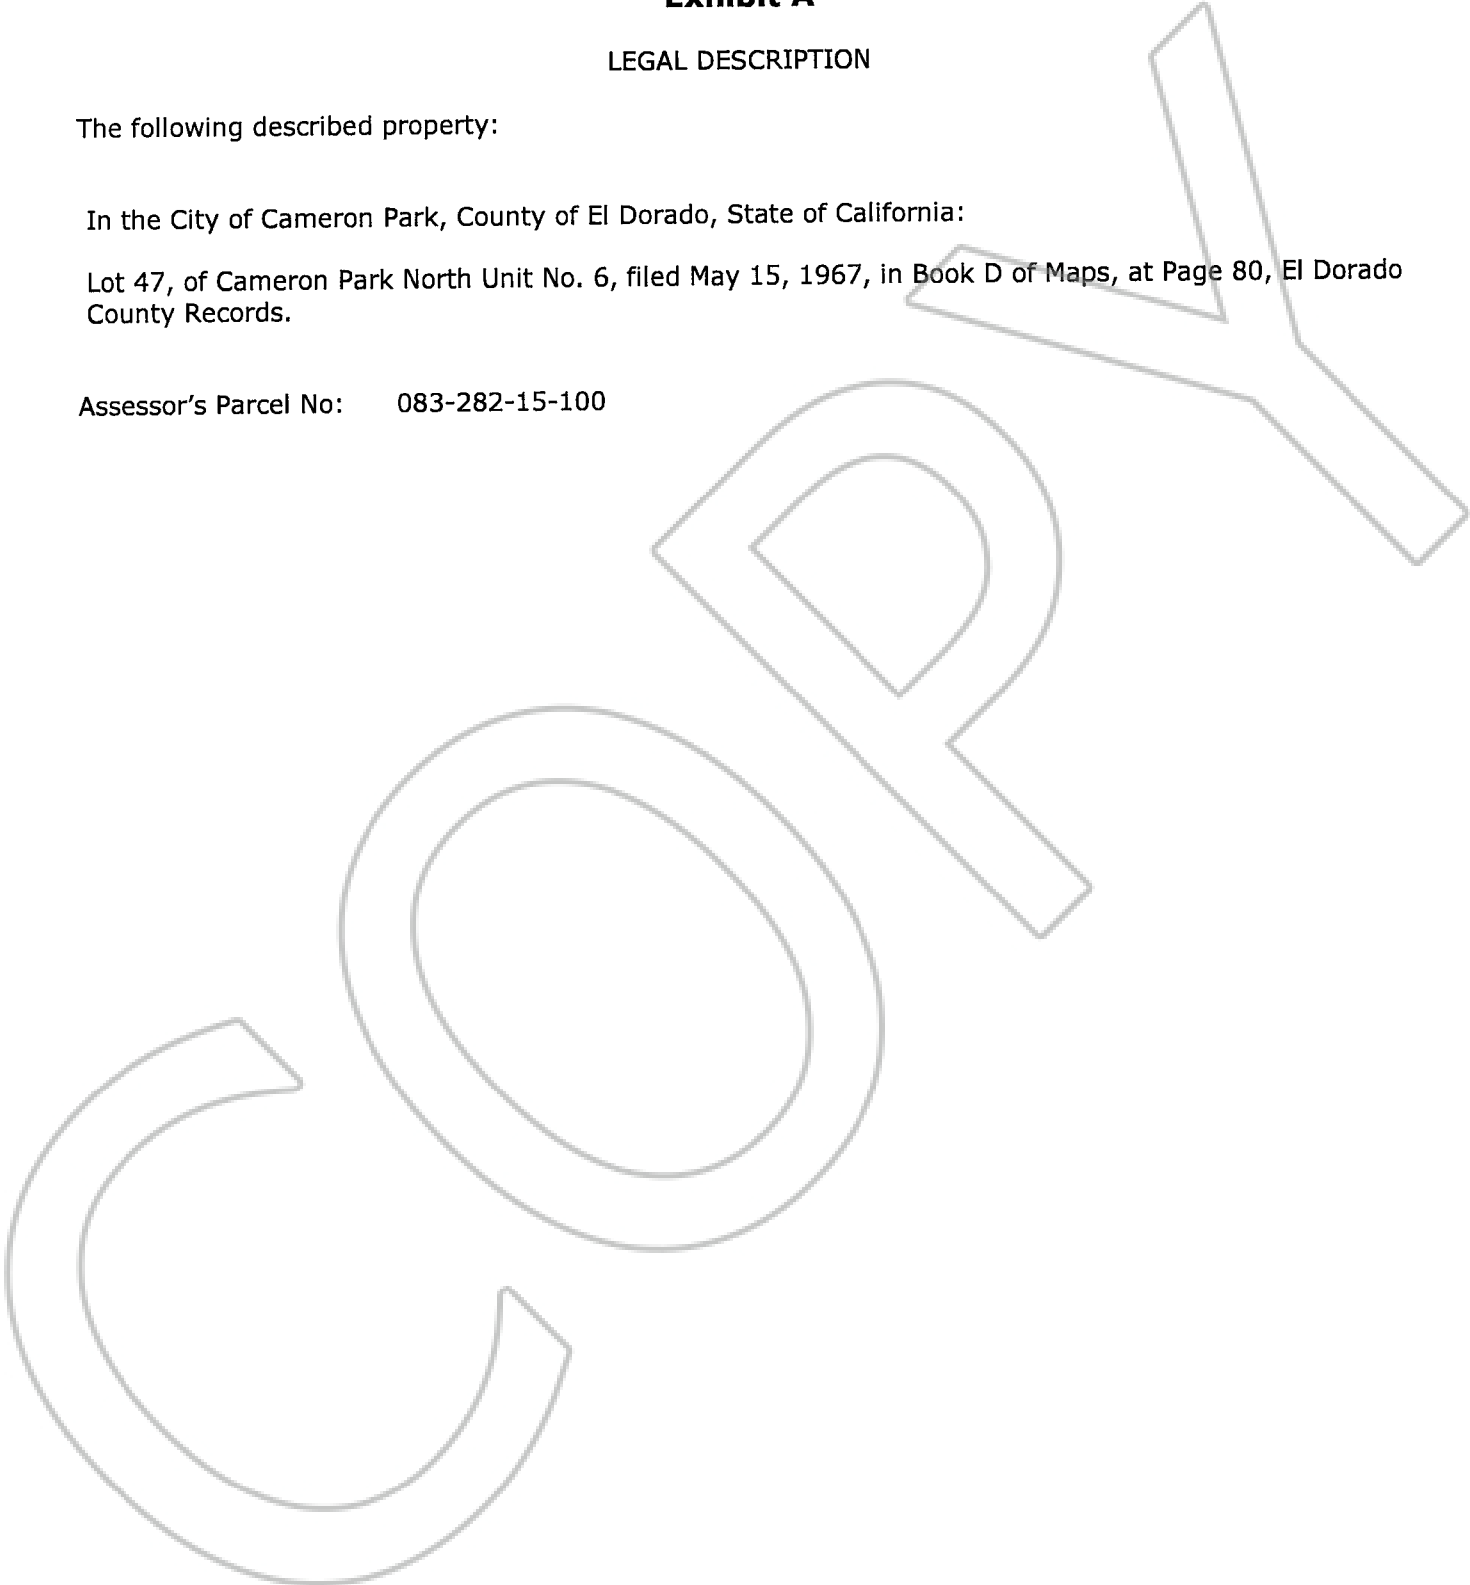 Exhibit A
LEGAL DESCRIPTION
The following described property:
In the City of Cameron Park, County of El Dorado, State of California:
Lot 47, of Cameron Park North Unit No. 6, filed May 15, 1967, in Book D of Maps, at Page 80, El Dorado
County Records.
Assessor's Parcel No: 083-282-15-100
COPY